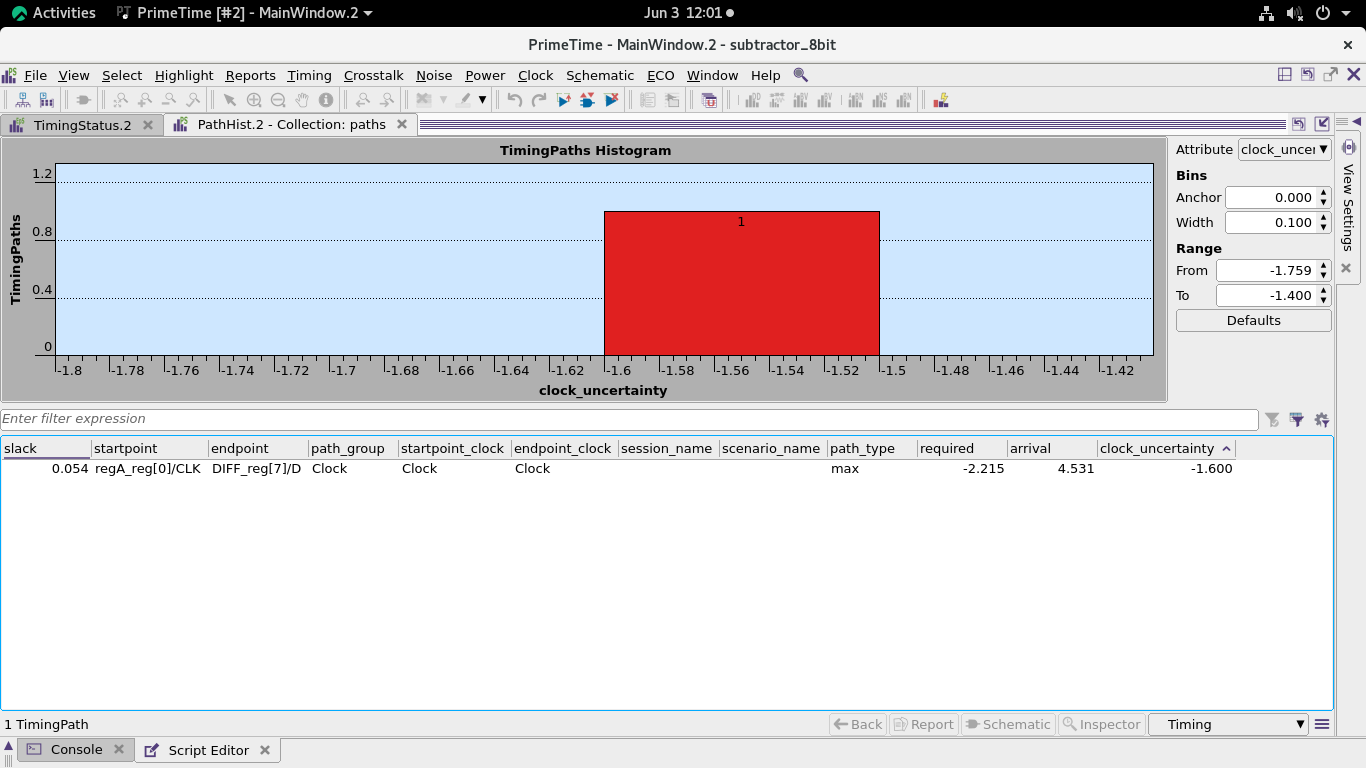 Activities PrimeTime [#2] - MainWindow.2 Jun 3 12:01
PrimeTime - MainWindow.2 - subtractor_8bit
File View Select Highlight Reports Timing Crosstalk Noise Power Clock Schematic ECO Window Help
TimingStatus.2 PathHist.2 - Collection: paths
TimingPaths Histogram
TimingPaths
1.2
0.8
0.4
0
1
-1.8 -1.78 -1.76 -1.74 -1.72 -1.7 -1.68 -1.66 -1.64 -1.62 -1.6 -1.58 -1.56 -1.54 -1.52 -1.5 -1.48 -1.46 -1.44 -1.42
clock_uncertainty
Attribute clock_uncer
Bins
Anchor 0.000
Width 0.100
Range
From -1.759
To -1.400
Defaults
View Settings
Enter filter expression
slack startpoint endpoint path_group startpoint_clock endpoint_clock session_name scenario_name path_type required arrival clock_uncertainty
0.054 regA_reg[0]/CLK DIFF_reg[7]/D Clock Clock Clock max -2.215 4.531 -1.600
1 TimingPath Back Report Schematic Inspector Timing
Console Script Editor